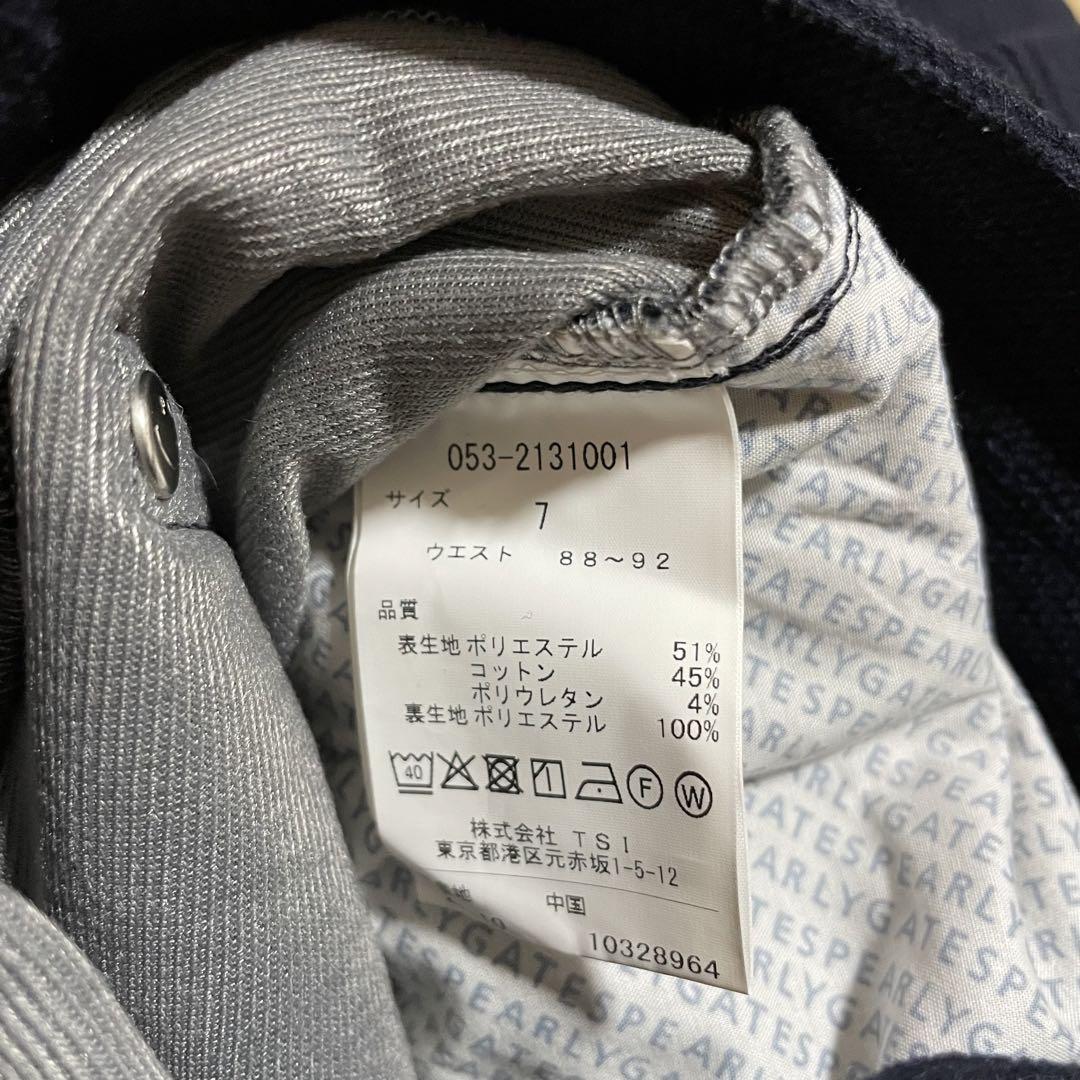 053-2131001
サイズ
7
ウエスト 88～92
品質
表生地 ポリエステル 51%
コットン 45%
ポリウレタン 4%
裏生地 ポリエステル 100%
40
F
W
株式会社 TSI
東京都港区元赤坂1-5-12
地 中国
10328964
PEARLYGATES